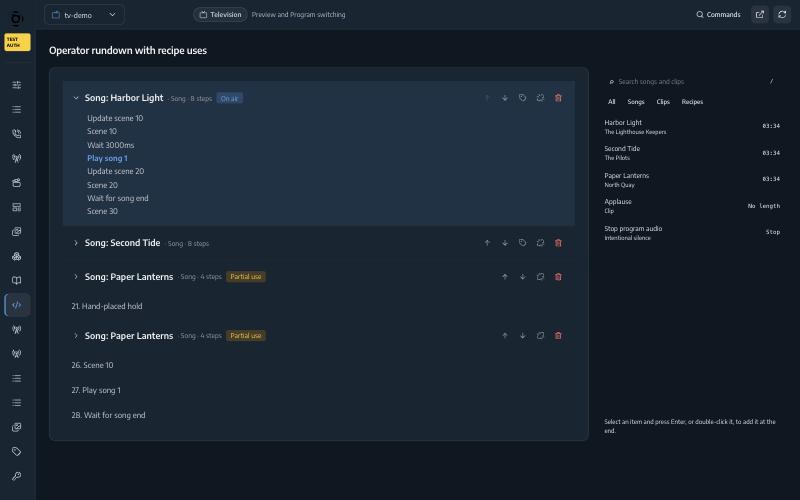 tv-demo
Television
Preview and Program switching
Commands
TEST
AUTH
Operator rundown with recipe uses
Song: Harbor Light · Song · 8 steps On air
Update scene 10
Scene 10
Wait 3000ms
Play song 1
Update scene 20
Scene 20
Wait for song end
Scene 30
Song: Second Tide · Song · 8 steps
Song: Paper Lanterns · Song · 4 steps Partial use
21. Hand-placed hold
Song: Paper Lanterns · Song · 4 steps Partial use
26. Scene 10
27. Play song 1
28. Wait for song end
Search songs and clips /
All Songs Clips Recipes
Harbor Light
The Lighthouse Keepers
03:34
Second Tide
The Pilots
03:34
Paper Lanterns
North Quay
03:34
Applause
Clip
No length
Stop program audio
Intentional silence
Stop
Select an item and press Enter, or double-click it, to add it at the
end.